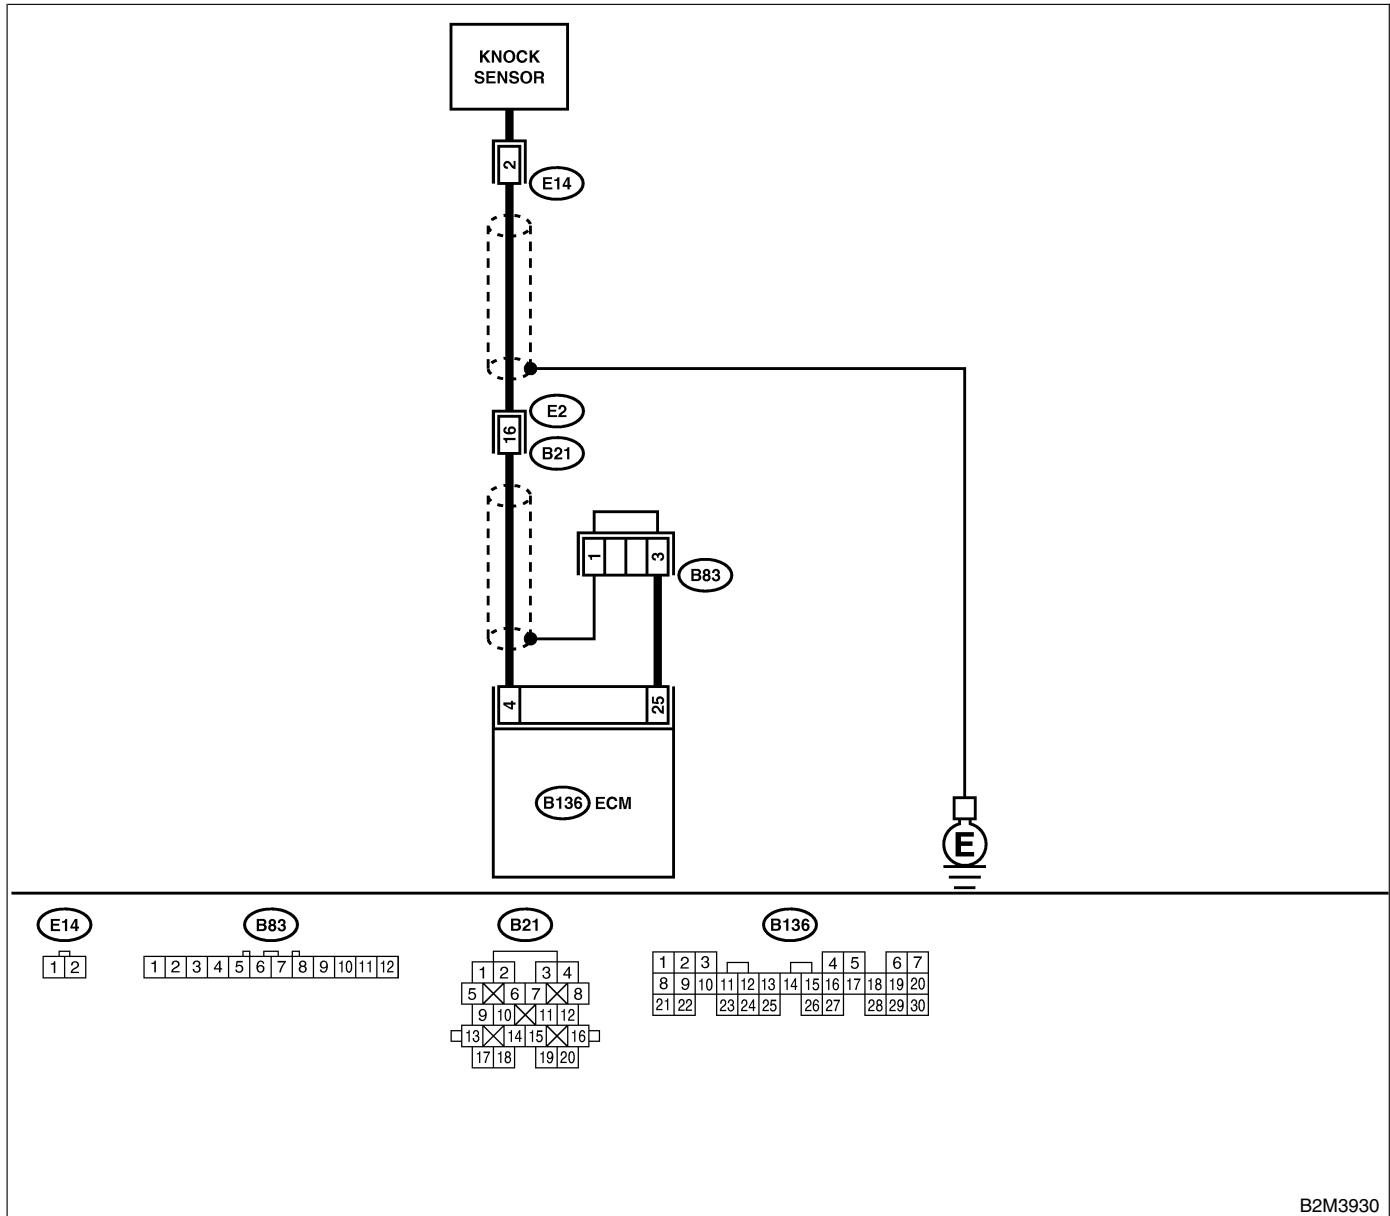 KNOCK
SENSOR
2
E14
E2
16
B21
1
3
B83
4
25
B136 ECM
E
E14
B83
B21
B136
1 2
1 2 3 4 5 6 7 8 9 10 11 12
1 2 3 4
5 6 7 8
9 10 11 12
13 14 15 16
17 18 19 20
1 2 3 4 5 6 7
8 9 10 11 12 13 14 15 16 17 18 19 20
21 22 23 24 25 26 27 28 29 30
B2M3930